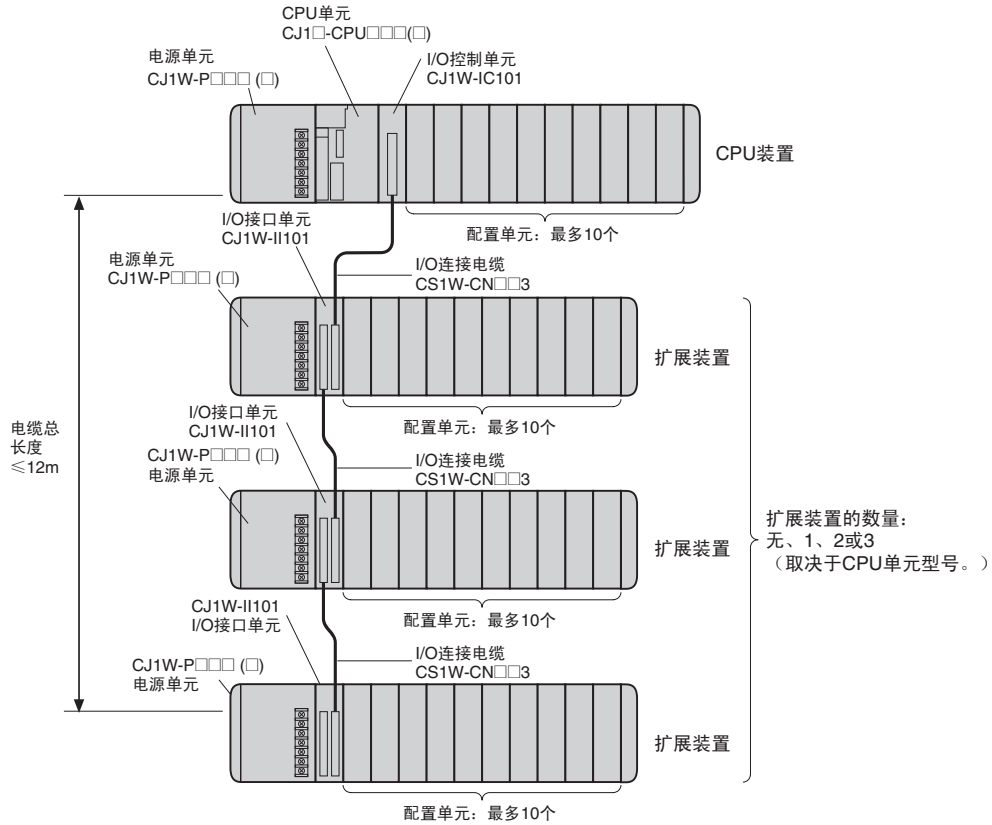 CPU单元
CJ1□-CPU□□□(□)
电源单元
CJ1W-P□□□ (□)
I/O控制单元
CJ1W-IC101
CPU装置
配置单元：最多10个
I/O接口单元
CJ1W-II101
电源单元
CJ1W-P□□□ (□)
I/O连接电缆
CS1W-CN□□3
扩展装置
配置单元：最多10个
I/O接口单元
CJ1W-II101
CJ1W-P□□□ (□)
电源单元
I/O连接电缆
CS1W-CN□□3
扩展装置
配置单元：最多10个
电缆总
长度
≤12m
扩展装置的数量：
无、1、2或3
（取决于CPU单元型号。）
CJ1W-II101
I/O接口单元
CJ1W-P□□□ (□)
电源单元
I/O连接电缆
CS1W-CN□□3
扩展装置
配置单元：最多10个